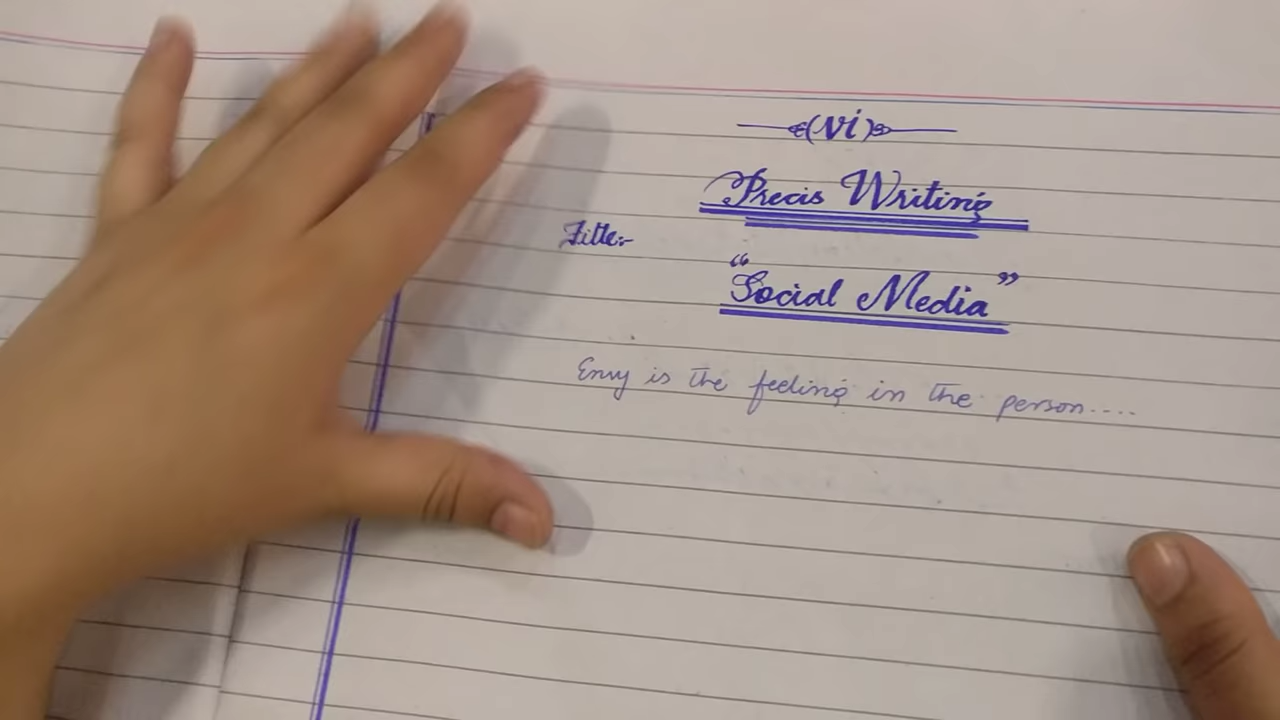 (vi)
Precis Writing
Title:-
"Social Media"
Envy is the feeling in the person....